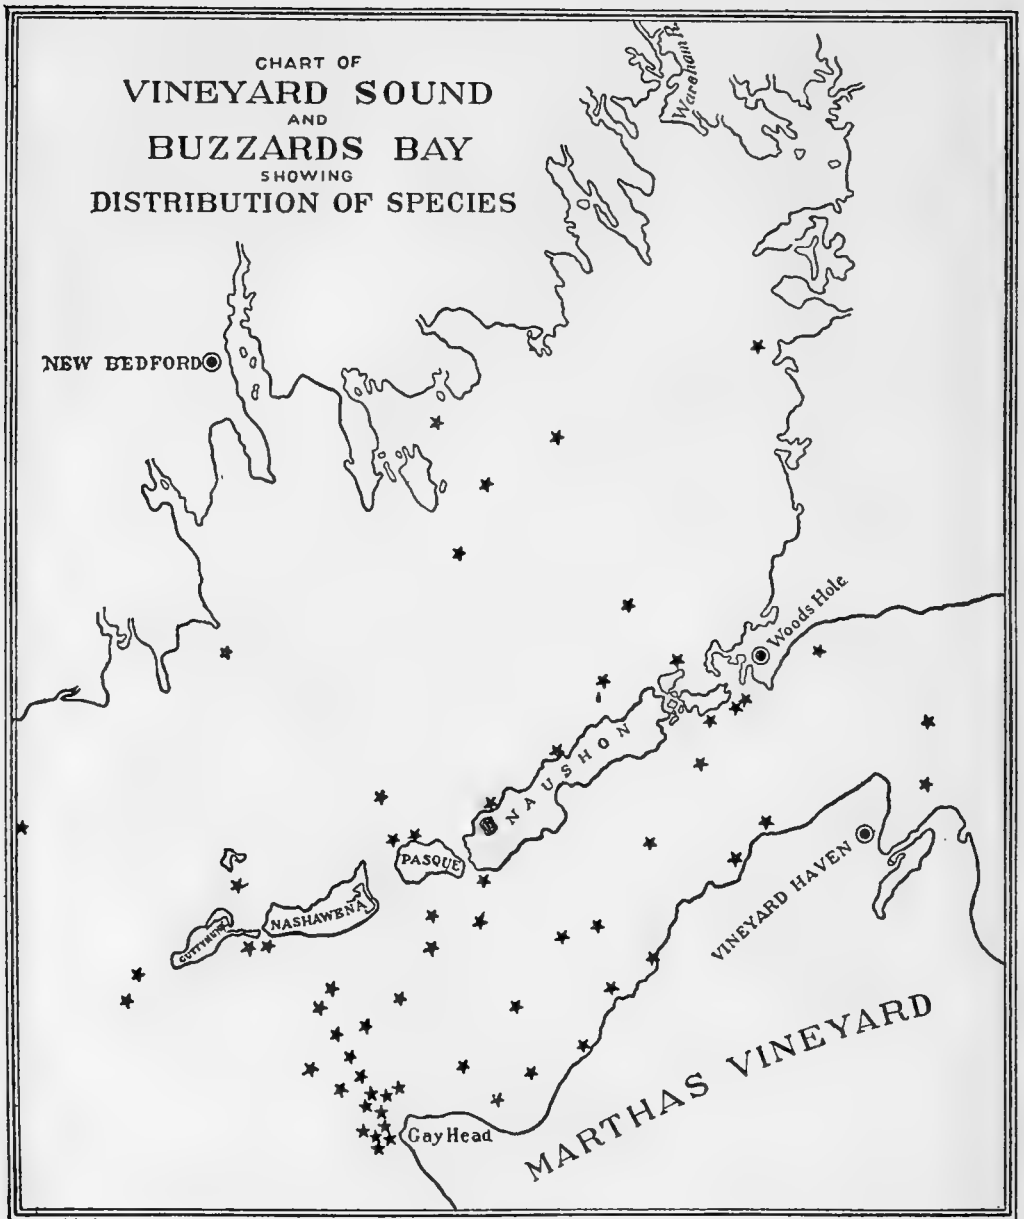 CHART OF
VINEYARD SOUND
AND
BUZZARDS BAY
SHOWING
DISTRIBUTION OF SPECIES
Wareham R.
NEW BEDFORD
Woods Hole
NAUSHON
PASQUE
NASHAWENA
CUTTYHUNK
VINEYARD HAVEN
MARTHAS VINEYARD
Gay Head